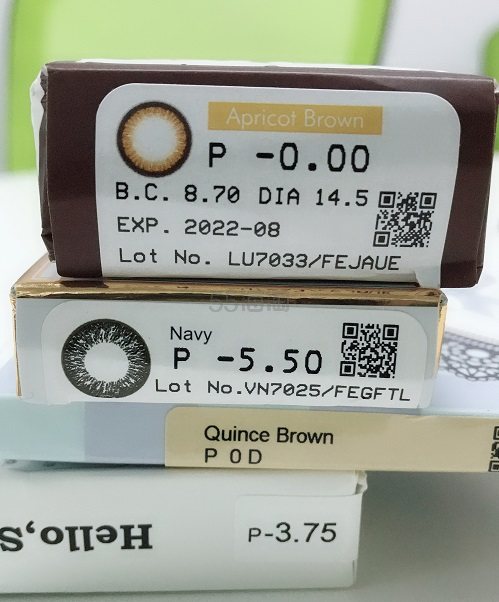 Apricot Brown
P -0.00
B.C. 8.70 DIA 14.5
EXP. 2022-08
Lot No. LU7033/FEJAUE
Navy
P -5.50
Lot No.VN7025/FEGFTL
Quince Brown
P 0 D
Hello,S
P-3.75